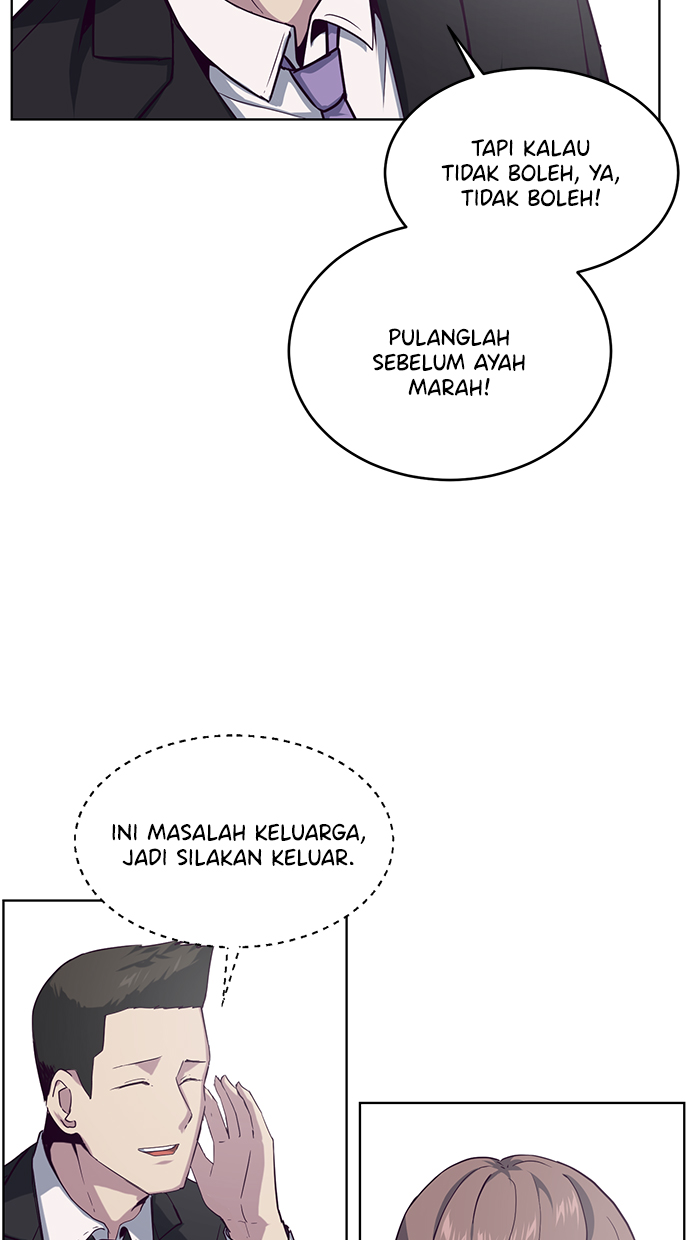 TAPI KALAU
TIDAK BOLEH, YA,
TIDAK BOLEH!
PULANGLAH
SEBELUM AYAH
MARAH!
INI MASALAH KELUARGA,
JADI SILAKAN KELUAR.